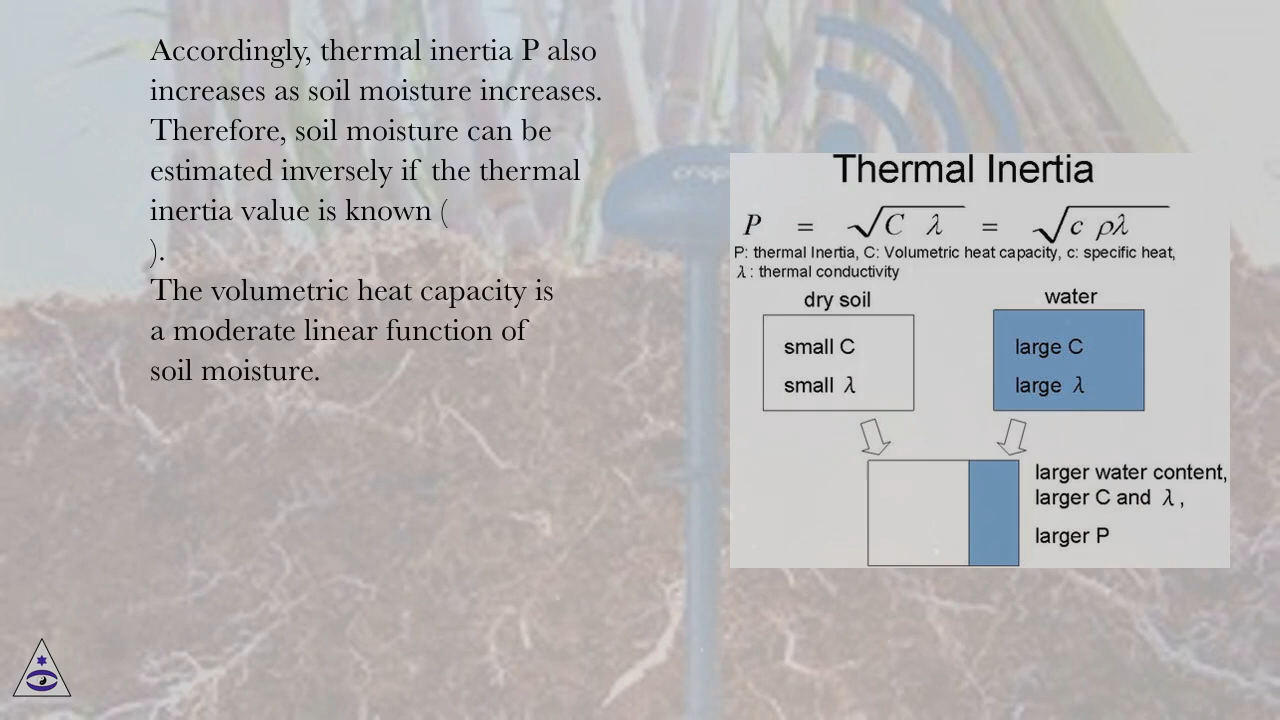 Accordingly, thermal inertia P also
increases as soil moisture increases.
Therefore, soil moisture can be
estimated inversely if the thermal
inertia value is known (
).
The volumetric heat capacity is
a moderate linear function of
soil moisture.
crop
Thermal Inertia
P = √C λ = √c ρλ
P: thermal Inertia, C: Volumetric heat capacity, c: specific heat,
λ : thermal conductivity
dry soil
water
small C
small λ
large C
large λ
larger water content,
larger C and λ ,
larger P